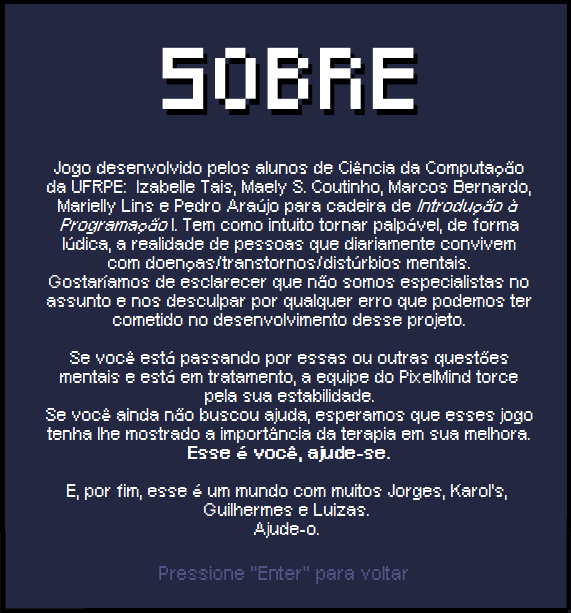 SOBRE
Jogo desenvolvido pelos alunos de Ciência da Computação
da UFRPE: Izabelle Tais, Maely S. Coutinho, Marcos Bernardo,
Marielly Lins e Pedro Araújo para cadeira de Introdução à
Programação I. Tem como intuito tornar palpável, de forma
lúdica, a realidade de pessoas que diariamente convivem
com doenças/transtornos/distúrbios mentais.
Gostaríamos de esclarecer que não somos especialistas no
assunto e nos desculpar por qualquer erro que podemos ter
cometido no desenvolvimento desse projeto.
Se você está passando por essas ou outras questões
mentais e está em tratamento, a equipe do PixelMind torce
pela sua estabilidade.
Se você ainda não buscou ajuda, esperamos que esses jogo
tenha lhe mostrado a importância da terapia em sua melhora.
Esse é você, ajude-se.
E, por fim, esse é um mundo com muitos Jorges, Karol's,
Guilhermes e Luizas.
Ajude-o.
Pressione "Enter" para voltar